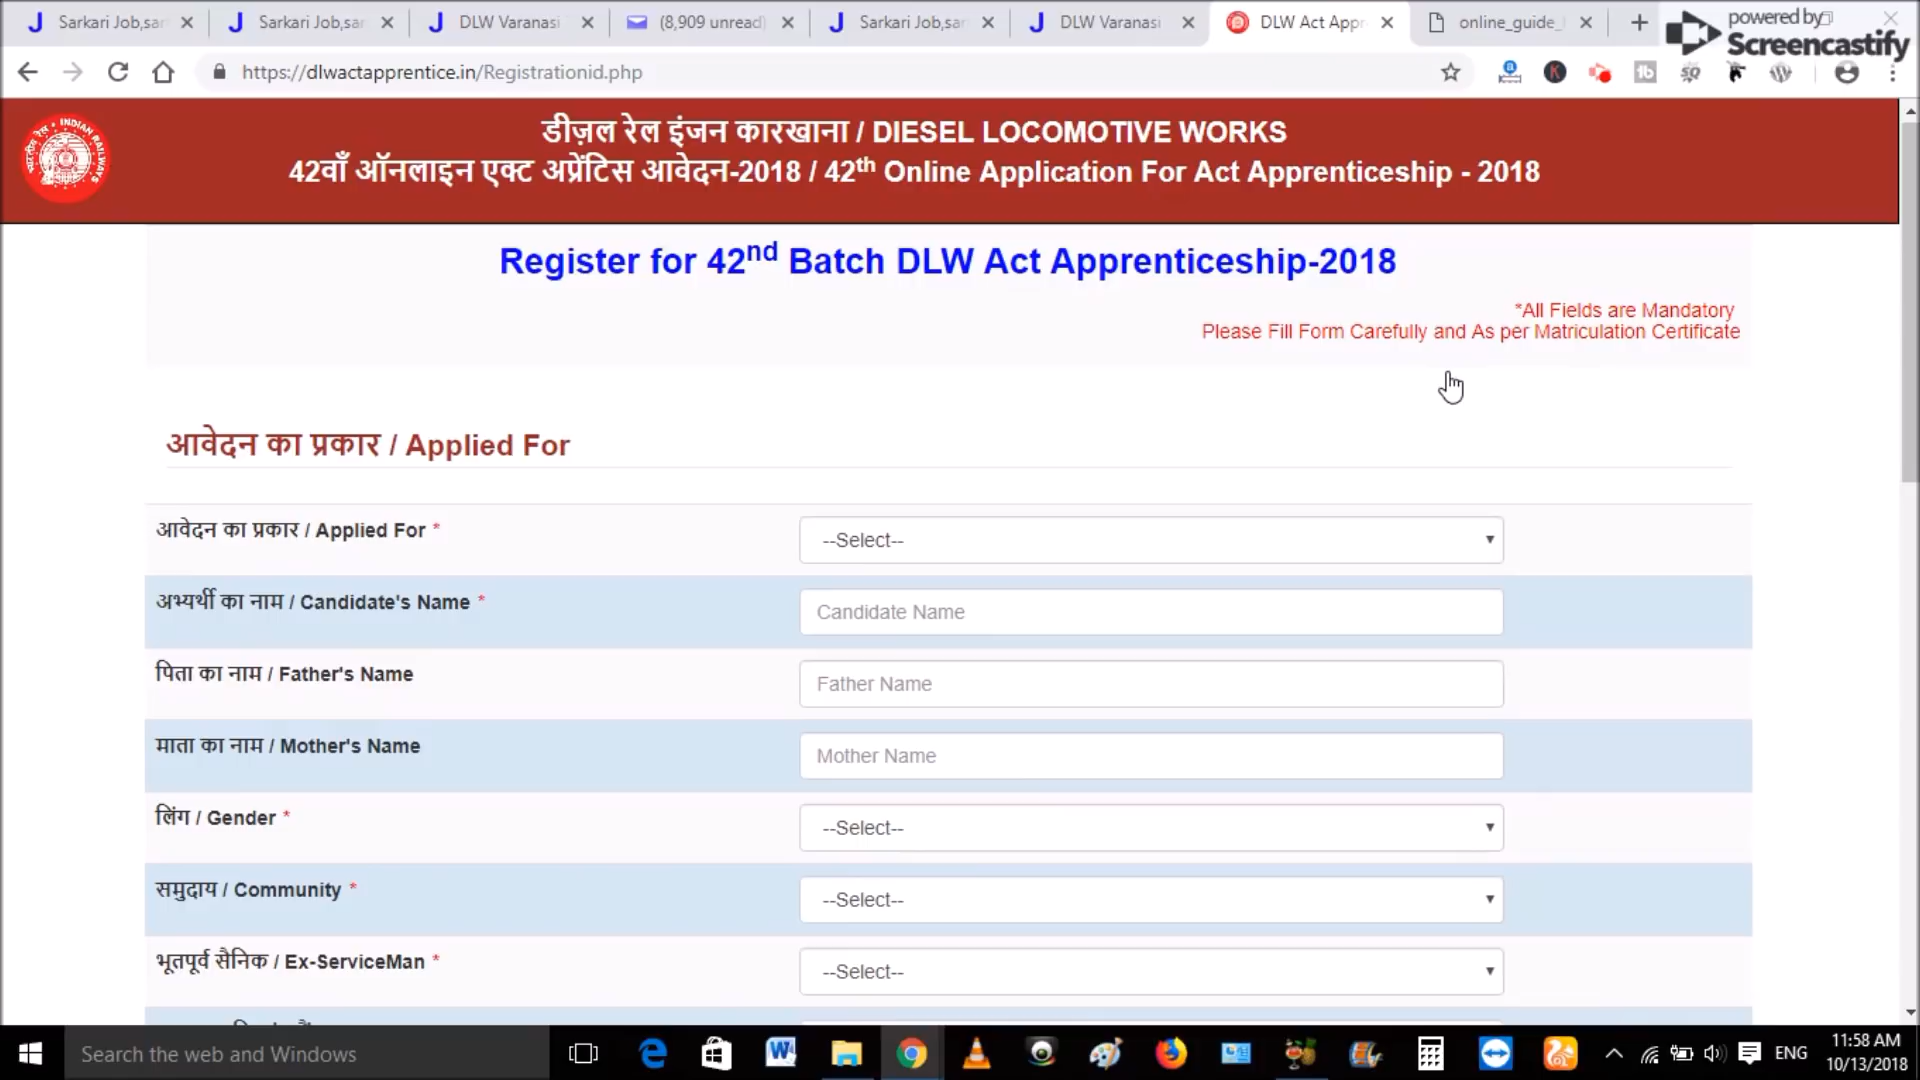 Sarkari Job,sar
Sarkari Job,sar
DLW Varanasi
(8,909 unread)
Sarkari Job,sar
DLW Varanasi
DLW Act Appr
online_guide_
powered by
Screencastify
https://dlwactapprentice.in/Registrationid.php
INDIAN RAILWAYS
डीज़ल रेल इंजन कारखाना / DIESEL LOCOMOTIVE WORKS
42वाँ ऑनलाइन एक्ट अप्रेंटिस आवेदन-2018 / 42th Online Application For Act Apprenticeship - 2018
Register for 42nd Batch DLW Act Apprenticeship-2018
*All Fields are Mandatory
Please Fill Form Carefully and As per Matriculation Certificate
आवेदन का प्रकार / Applied For
आवेदन का प्रकार / Applied For *
--Select--
अभ्यर्थी का नाम / Candidate's Name *
Candidate Name
पिता का नाम / Father's Name
Father Name
माता का नाम / Mother's Name
Mother Name
लिंग / Gender *
--Select--
समुदाय / Community *
--Select--
भूतपूर्व सैनिक / Ex-ServiceMan *
--Select--
Search the web and Windows
ENG
11:58 AM
10/13/2018